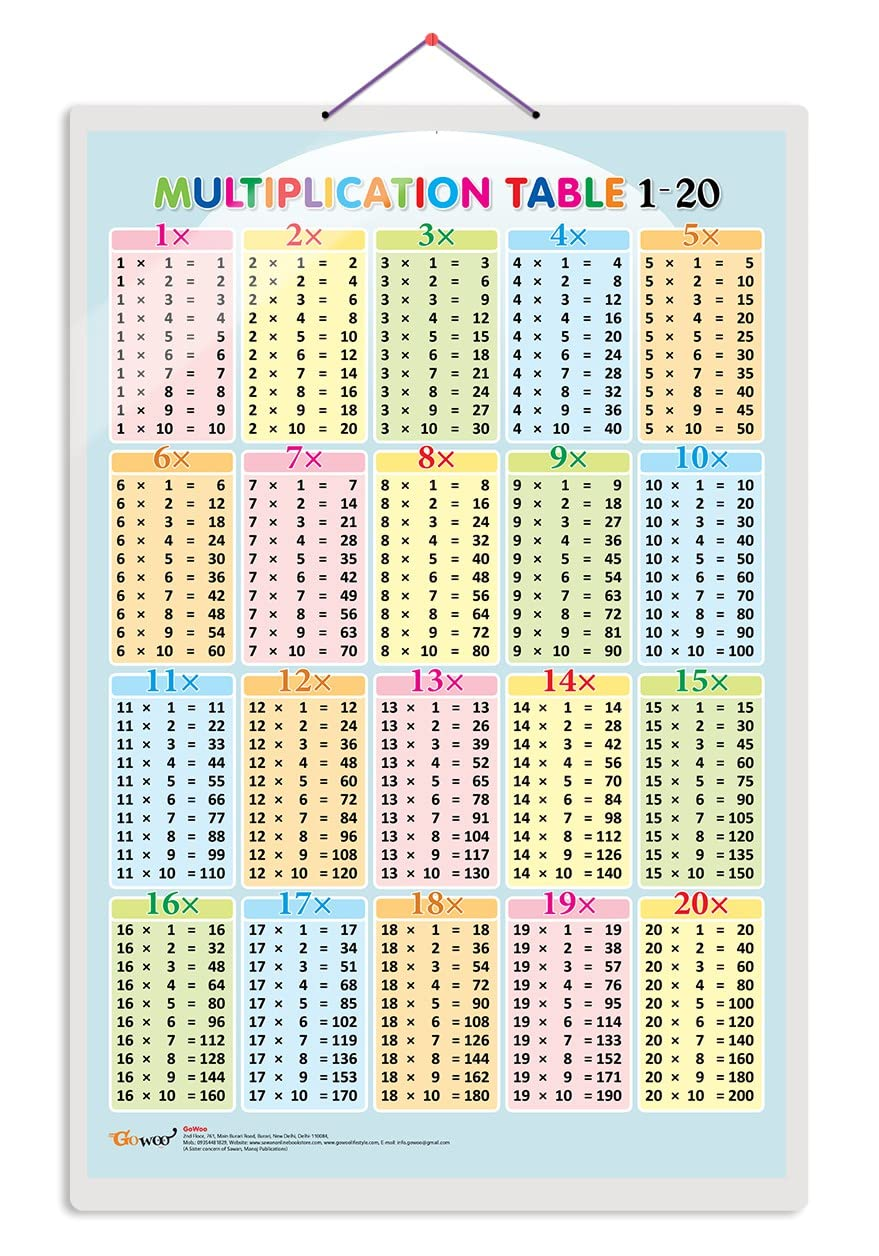 MULTIPLICATION TABLE 1-20
1×
1 × 1 = 1
1 × 2 = 2
1 × 3 = 3
1 × 4 = 4
1 × 5 = 5
1 × 6 = 6
1 × 7 = 7
1 × 8 = 8
1 × 9 = 9
1 × 10 = 10
2×
2 × 1 = 2
2 × 2 = 4
2 × 3 = 6
2 × 4 = 8
2 × 5 = 10
2 × 6 = 12
2 × 7 = 14
2 × 8 = 16
2 × 9 = 18
2 × 10 = 20
3×
3 × 1 = 3
3 × 2 = 6
3 × 3 = 9
3 × 4 = 12
3 × 5 = 15
3 × 6 = 18
3 × 7 = 21
3 × 8 = 24
3 × 9 = 27
3 × 10 = 30
4×
4 × 1 = 4
4 × 2 = 8
4 × 3 = 12
4 × 4 = 16
4 × 5 = 20
4 × 6 = 24
4 × 7 = 28
4 × 8 = 32
4 × 9 = 36
4 × 10 = 40
5×
5 × 1 = 5
5 × 2 = 10
5 × 3 = 15
5 × 4 = 20
5 × 5 = 25
5 × 6 = 30
5 × 7 = 35
5 × 8 = 40
5 × 9 = 45
5 × 10 = 50
6×
6 × 1 = 6
6 × 2 = 12
6 × 3 = 18
6 × 4 = 24
6 × 5 = 30
6 × 6 = 36
6 × 7 = 42
6 × 8 = 48
6 × 9 = 54
6 × 10 = 60
7×
7 × 1 = 7
7 × 2 = 14
7 × 3 = 21
7 × 4 = 28
7 × 5 = 35
7 × 6 = 42
7 × 7 = 49
7 × 8 = 56
7 × 9 = 63
7 × 10 = 70
8×
8 × 1 = 8
8 × 2 = 16
8 × 3 = 24
8 × 4 = 32
8 × 5 = 40
8 × 6 = 48
8 × 7 = 56
8 × 8 = 64
8 × 9 = 72
8 × 10 = 80
9×
9 × 1 = 9
9 × 2 = 18
9 × 3 = 27
9 × 4 = 36
9 × 5 = 45
9 × 6 = 54
9 × 7 = 63
9 × 8 = 72
9 × 9 = 81
9 × 10 = 90
10×
10 × 1 = 10
10 × 2 = 20
10 × 3 = 30
10 × 4 = 40
10 × 5 = 50
10 × 6 = 60
10 × 7 = 70
10 × 8 = 80
10 × 9 = 90
10 × 10 = 100
11×
11 × 1 = 11
11 × 2 = 22
11 × 3 = 33
11 × 4 = 44
11 × 5 = 55
11 × 6 = 66
11 × 7 = 77
11 × 8 = 88
11 × 9 = 99
11 × 10 = 110
12×
12 × 1 = 12
12 × 2 = 24
12 × 3 = 36
12 × 4 = 48
12 × 5 = 60
12 × 6 = 72
12 × 7 = 84
12 × 8 = 96
12 × 9 = 108
12 × 10 = 120
13×
13 × 1 = 13
13 × 2 = 26
13 × 3 = 39
13 × 4 = 52
13 × 5 = 65
13 × 6 = 78
13 × 7 = 91
13 × 8 = 104
13 × 9 = 117
13 × 10 = 130
14×
14 × 1 = 14
14 × 2 = 28
14 × 3 = 42
14 × 4 = 56
14 × 5 = 70
14 × 6 = 84
14 × 7 = 98
14 × 8 = 112
14 × 9 = 126
14 × 10 = 140
15×
15 × 1 = 15
15 × 2 = 30
15 × 3 = 45
15 × 4 = 60
15 × 5 = 75
15 × 6 = 90
15 × 7 = 105
15 × 8 = 120
15 × 9 = 135
15 × 10 = 150
16×
16 × 1 = 16
16 × 2 = 32
16 × 3 = 48
16 × 4 = 64
16 × 5 = 80
16 × 6 = 96
16 × 7 = 112
16 × 8 = 128
16 × 9 = 144
16 × 10 = 160
17×
17 × 1 = 17
17 × 2 = 34
17 × 3 = 51
17 × 4 = 68
17 × 5 = 85
17 × 6 = 102
17 × 7 = 119
17 × 8 = 136
17 × 9 = 153
17 × 10 = 170
18×
18 × 1 = 18
18 × 2 = 36
18 × 3 = 54
18 × 4 = 72
18 × 5 = 90
18 × 6 = 108
18 × 7 = 126
18 × 8 = 144
18 × 9 = 162
18 × 10 = 180
19×
19 × 1 = 19
19 × 2 = 38
19 × 3 = 57
19 × 4 = 76
19 × 5 = 95
19 × 6 = 114
19 × 7 = 133
19 × 8 = 152
19 × 9 = 171
19 × 10 = 190
20×
20 × 1 = 20
20 × 2 = 40
20 × 3 = 60
20 × 4 = 80
20 × 5 = 100
20 × 6 = 120
20 × 7 = 140
20 × 8 = 160
20 × 9 = 180
20 × 10 = 200
Gowoo
GoWoo
2nd Floor, 761, Main Burari Road, Burari, New Delhi, Delhi-110084,
Mob.: 09354481829, Website: www.sawanonlinebookstore.com, www.gowoolifestyle.com, E-mail: info.gowoo@gmail.com
(A Sister concern of Sawan, Manoj Publications)